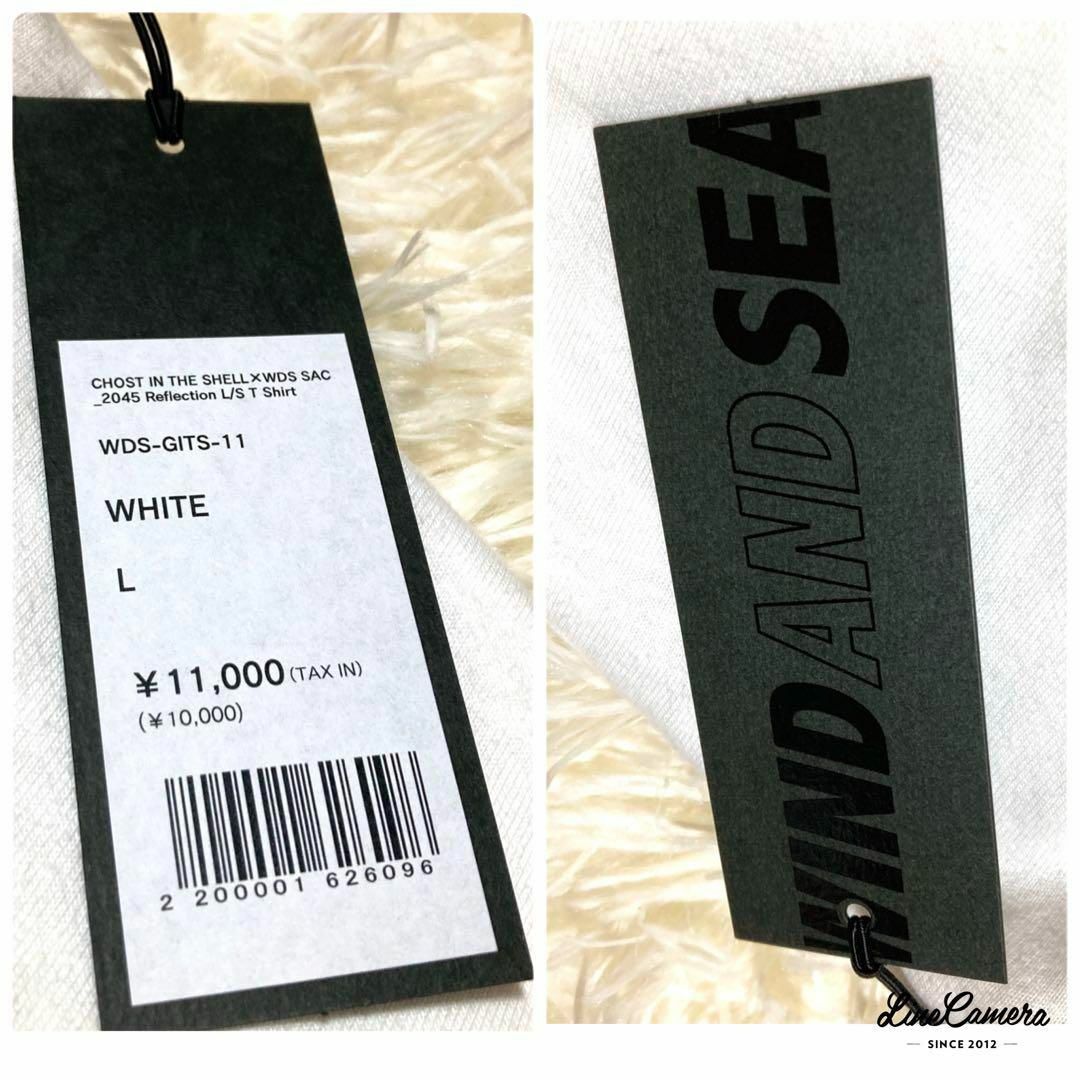 CHOST IN THE SHELL×WDS SAC
_2045 Reflection L/S T Shirt
WDS-GITS-11
WHITE
L
¥11,000(TAX IN)
(¥10,000)
2 200001 626096
WIND AND SEA
LineCamera
— SINCE 2012 —